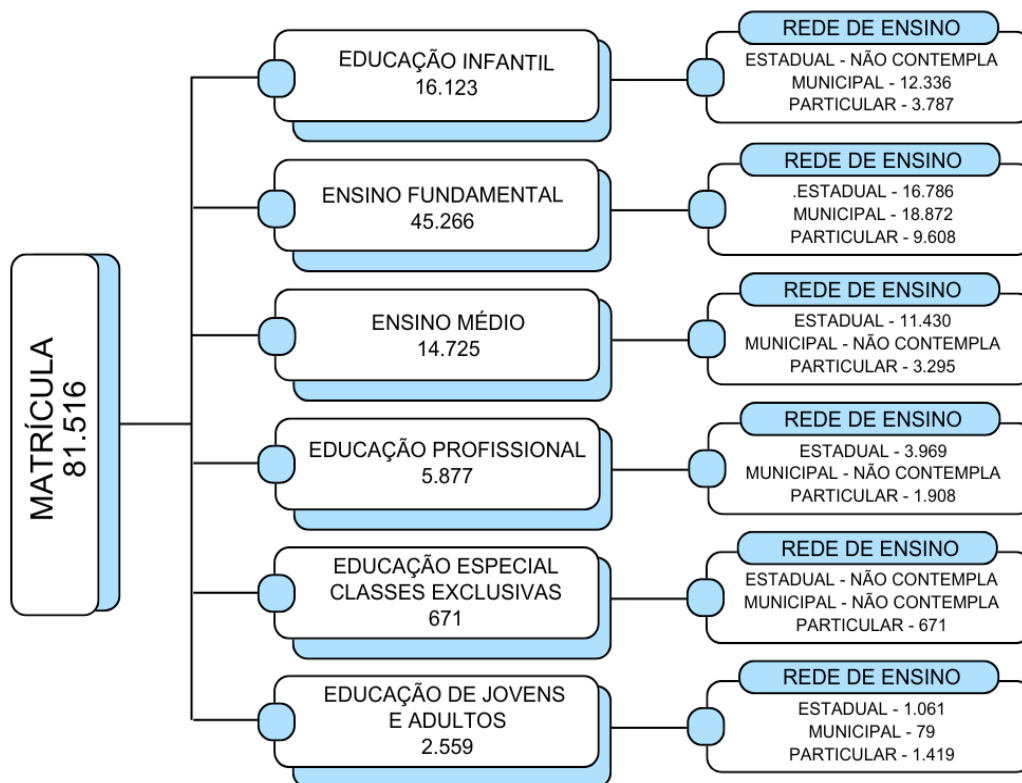 MATRÍCULA
81.516
EDUCAÇÃO INFANTIL
16.123
REDE DE ENSINO
ESTADUAL - NÃO CONTEMPLA
MUNICIPAL - 12.336
PARTICULAR - 3.787
ENSINO FUNDAMENTAL
45.266
REDE DE ENSINO
.ESTADUAL - 16.786
MUNICIPAL - 18.872
PARTICULAR - 9.608
ENSINO MÉDIO
14.725
REDE DE ENSINO
ESTADUAL - 11.430
MUNICIPAL - NÃO CONTEMPLA
PARTICULAR - 3.295
EDUCAÇÃO PROFISSIONAL
5.877
REDE DE ENSINO
ESTADUAL - 3.969
MUNICIPAL - NÃO CONTEMPLA
PARTICULAR - 1.908
EDUCAÇÃO ESPECIAL
CLASSES EXCLUSIVAS
671
REDE DE ENSINO
ESTADUAL - NÃO CONTEMPLA
MUNICIPAL - NÃO CONTEMPLA
PARTICULAR - 671
EDUCAÇÃO DE JOVENS
E ADULTOS
2.559
REDE DE ENSINO
ESTADUAL - 1.061
MUNICIPAL - 79
PARTICULAR - 1.419